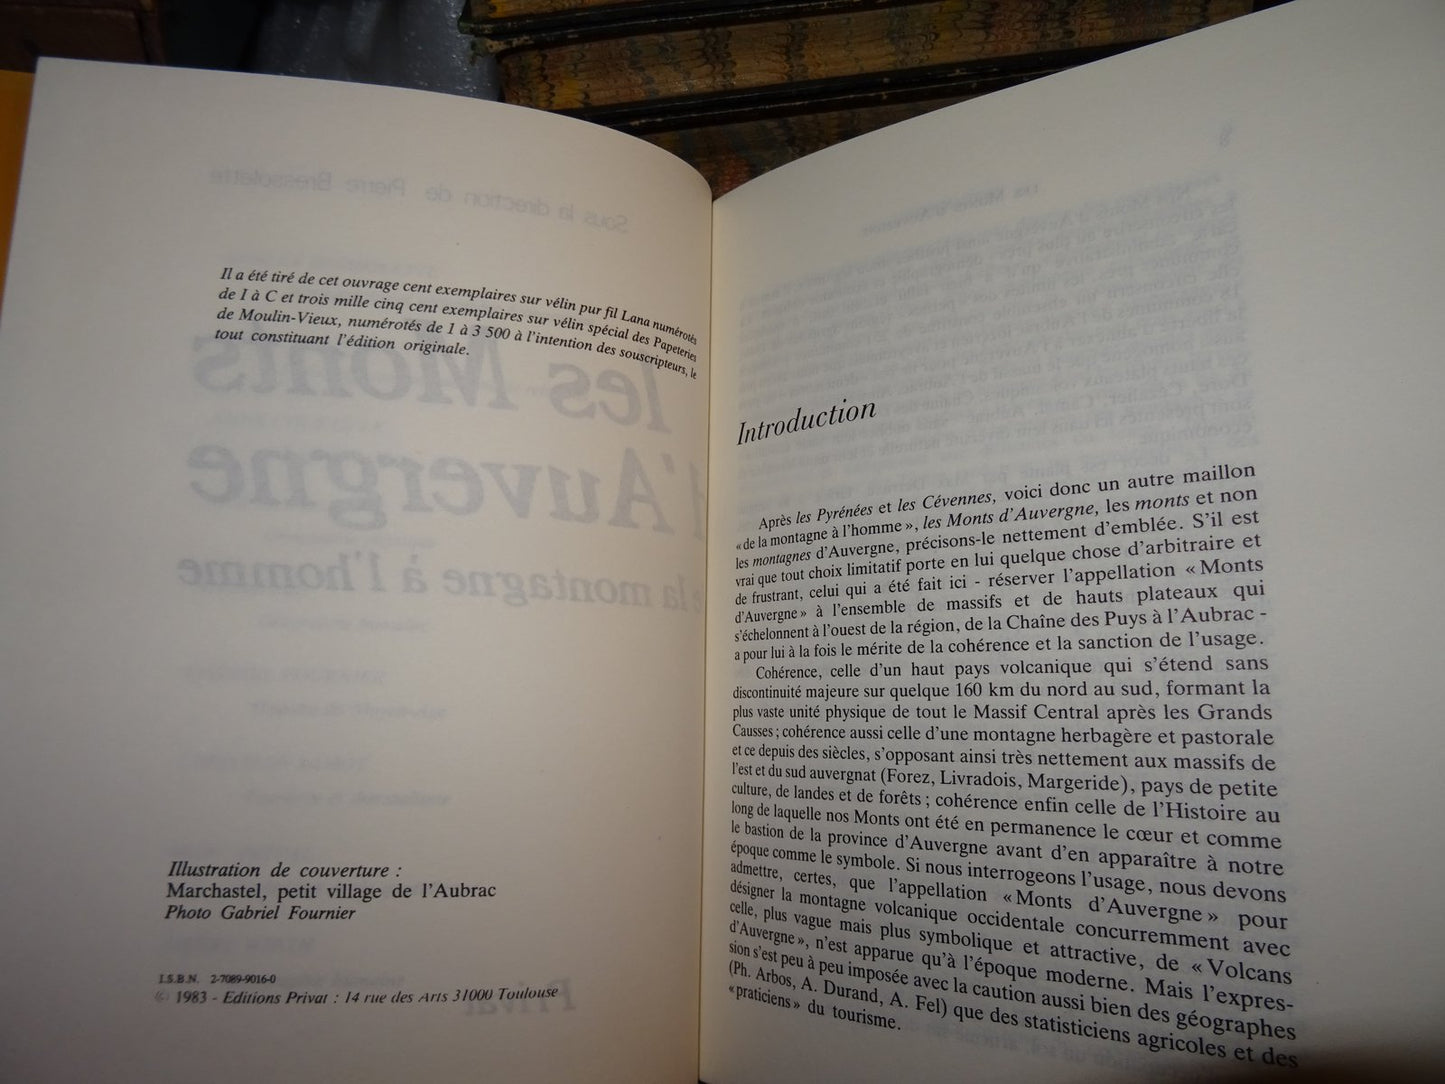 Il a été tiré de cet ouvrage cent exemplaires sur vélin pur fil Lana numérotés
de I à C et trois mille cinq cent exemplaires sur vélin spécial des Papeteries
de Moulin-Vieux, numérotés de 1 à 3 500 à l'intention des souscripteurs, le
tout constituant l'édition originale.
Illustration de couverture :
Marchastel, petit village de l'Aubrac
Photo Gabriel Fournier
I.S.B.N. 2-7089-9016-0
© 1983 - Editions Privat : 14 rue des Arts 31000 Toulouse
Introduction
Après les Pyrénées et les Cévennes, voici donc un autre maillon
« de la montagne à l'homme », les Monts d'Auvergne, les monts et non
les montagnes d'Auvergne, précisons-le nettement d'emblée. S'il est
vrai que tout choix limitatif porte en lui quelque chose d'arbitraire et
de frustrant, celui qui a été fait ici - réserver l'appellation « Monts
d'Auvergne » à l'ensemble de massifs et de hauts plateaux qui
s'échelonnent à l'ouest de la région, de la Chaîne des Puys à l'Aubrac -
a pour lui à la fois le mérite de la cohérence et la sanction de l'usage.
Cohérence, celle d'un haut pays volcanique qui s'étend sans
discontinuité majeure sur quelque 160 km du nord au sud, formant la
plus vaste unité physique de tout le Massif Central après les Grands
Causses ; cohérence aussi celle d'une montagne herbagère et pastorale
et ce depuis des siècles, s'opposant ainsi très nettement aux massifs de
l'est et du sud auvergnat (Forez, Livradois, Margeride), pays de petite
culture, de landes et de forêts ; cohérence enfin celle de l'Histoire au
long de laquelle nos Monts ont été en permanence le cœur et comme
le bastion de la province d'Auvergne avant d'en apparaître à notre
époque comme le symbole. Si nous interrogeons l'usage, nous devons
admettre, certes, que l'appellation « Monts d'Auvergne » pour
désigner la montagne volcanique occidentale concurremment avec
celle, plus vague mais plus symbolique et attractive, de « Volcans
d'Auvergne », n'est apparue qu'à l'époque moderne. Mais l'expres-
sion s'est peu à peu imposée avec la caution aussi bien des géographes
(Ph. Arbos, A. Durand, A. Fel) que des statisticiens agricoles et des
« praticiens » du tourisme.